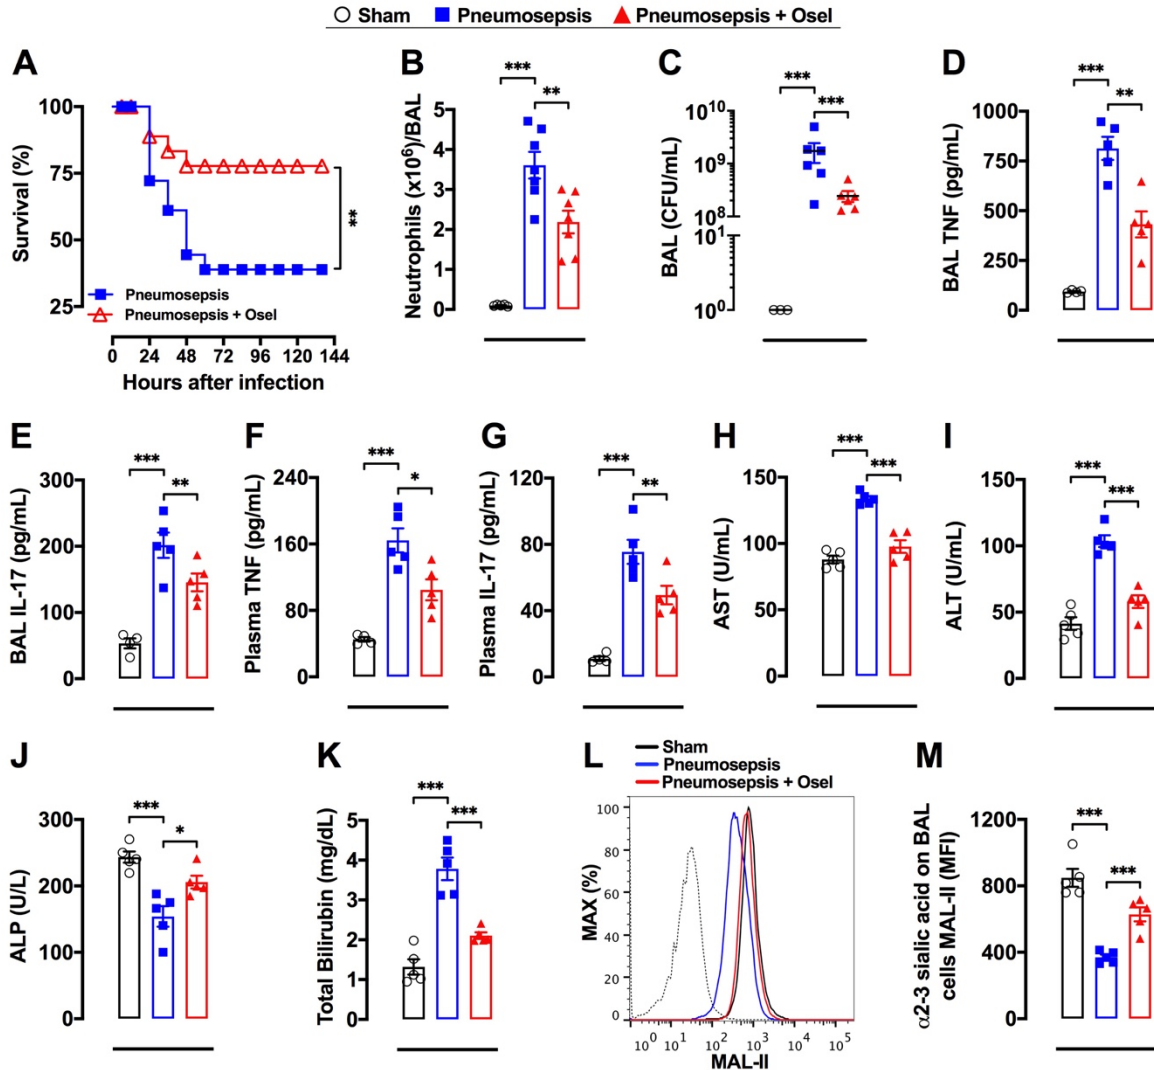 Sham Pneumosepsis Pneumosepsis + Osel
A
Survival (%)
100
75
50
25
Pneumosepsis
Pneumosepsis + Osel
**
0 24 48 72 96 120 144
Hours after infection
B
Neutrophils (x10⁶)/BAL
*** **
5
4
3
2
1
0
C
BAL (CFU/mL)
*** ***
10¹⁰
10⁹
10⁸
10¹
10⁰
D
BAL TNF (pg/mL)
*** **
1000
750
500
250
0
E
BAL IL-17 (pg/mL)
*** **
300
200
100
0
F
Plasma TNF (pg/mL)
*** *
240
160
80
0
G
Plasma IL-17 (pg/mL)
*** **
120
80
40
0
H
AST (U/mL)
*** ***
150
100
50
0
I
ALT (U/mL)
*** ***
150
100
50
0
J
ALP (U/L)
*** *
300
200
100
0
K
Total Bilirubin (mg/dL)
*** ***
5
4
3
2
1
0
L
Sham
Pneumosepsis
Pneumosepsis + Osel
MAX (%)
100
80
60
40
20
0
10⁰ 10¹ 10² 10³ 10⁴ 10⁵
MAL-II
M
α2-3 sialic acid on BAL
cells MAL-II (MFI)
*** ***
1200
800
400
0